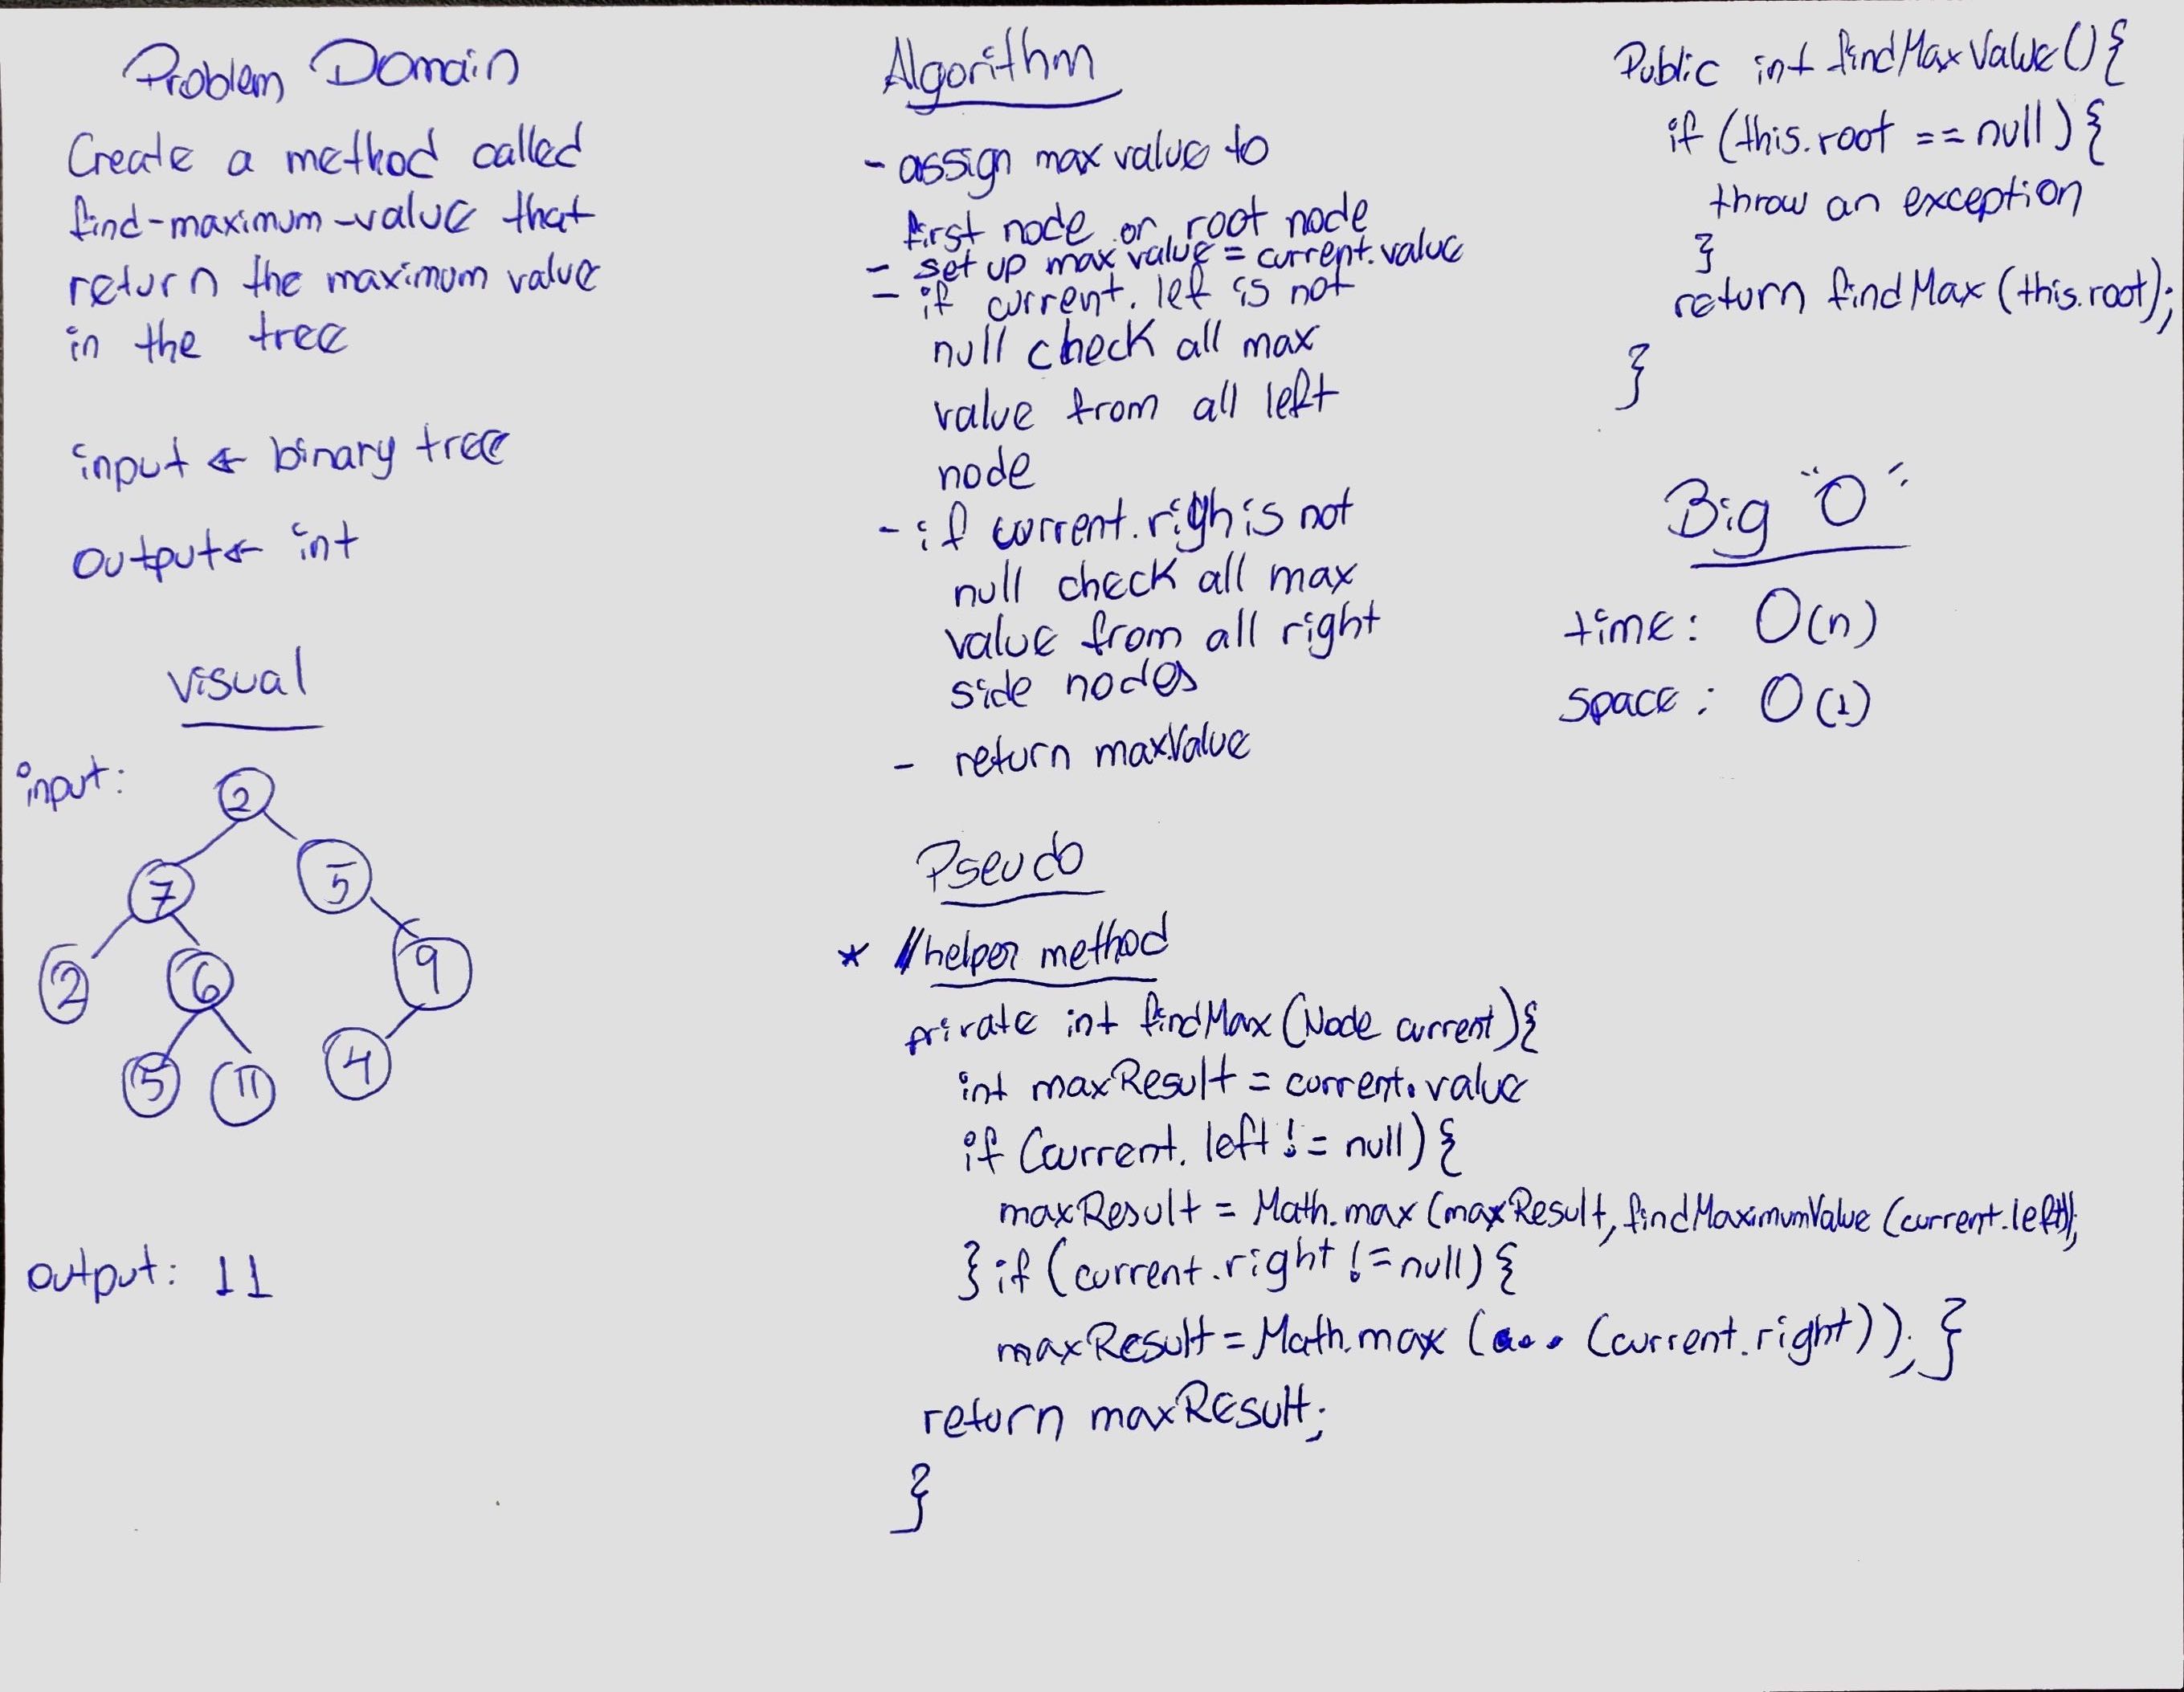 Problem Domain
Create a method called
find-maximum-value that
return the maximum value
in the tree
input ← binary tree
output ← int
visual
input:
2
7 5
2 6 9
5 11 4
output: 11
Algorithm
- assign max value to
first node or root node
- set up max value = current.value
- if current.left is not
null check all max
value from all left
node
- if current.righ is not
null check all max
value from all right
side nodes
- return maxValue
Pseudo
* //helper method
private int findMax(Node current){
int maxResult = current.value
if (current.left != null) {
maxResult = Math.max (maxResult, findMaximumValue (current.left));
} if (current.right != null) {
maxResult = Math.max (... (current.right)); }
return maxREsult;
}
Public int findMaxValue(){
if (this.root == null) {
throw an exception
}
return findMax (this.root);
}
Big "O"
time: O(n)
space: O(1)